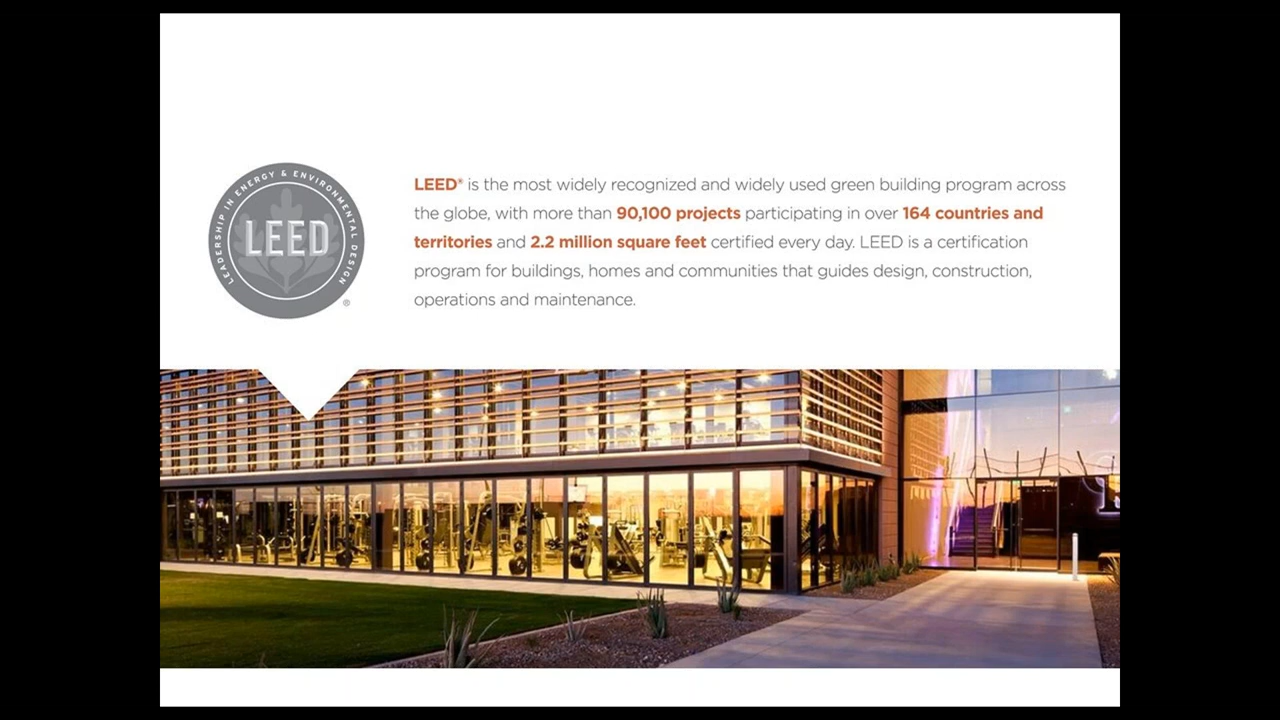 LEADERSHIP IN ENERGY & ENVIRONMENTAL DESIGN
LEED
®
LEED® is the most widely recognized and widely used green building program across
the globe, with more than 90,100 projects participating in over 164 countries and
territories and 2.2 million square feet certified every day. LEED is a certification
program for buildings, homes and communities that guides design, construction,
operations and maintenance.